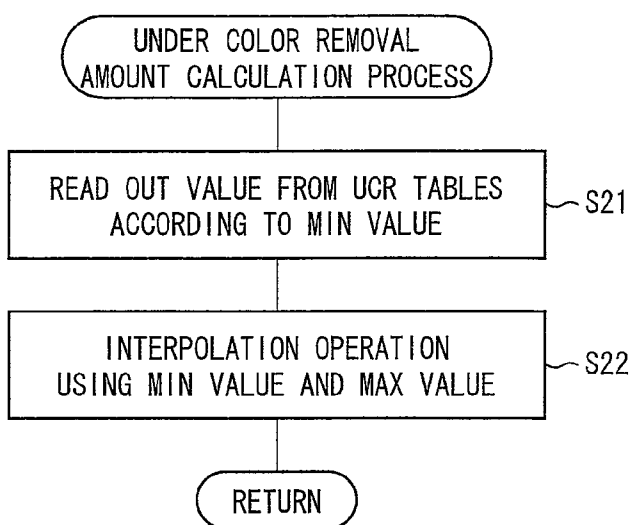 UNDER COLOR REMOVAL
AMOUNT CALCULATION PROCESS
READ OUT VALUE FROM UCR TABLES
ACCORDING TO MIN VALUE
S21
INTERPOLATION OPERATION
USING MIN VALUE AND MAX VALUE
S22
RETURN